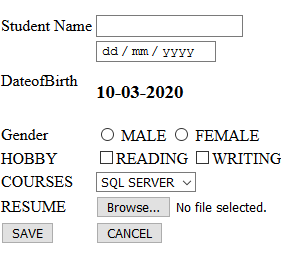 Student Name
dd / mm / yyyy
DateofBirth
10-03-2020
Gender MALE FEMALE
HOBBY READING WRITING
COURSES SQL SERVER
RESUME Browse... No file selected.
SAVE CANCEL